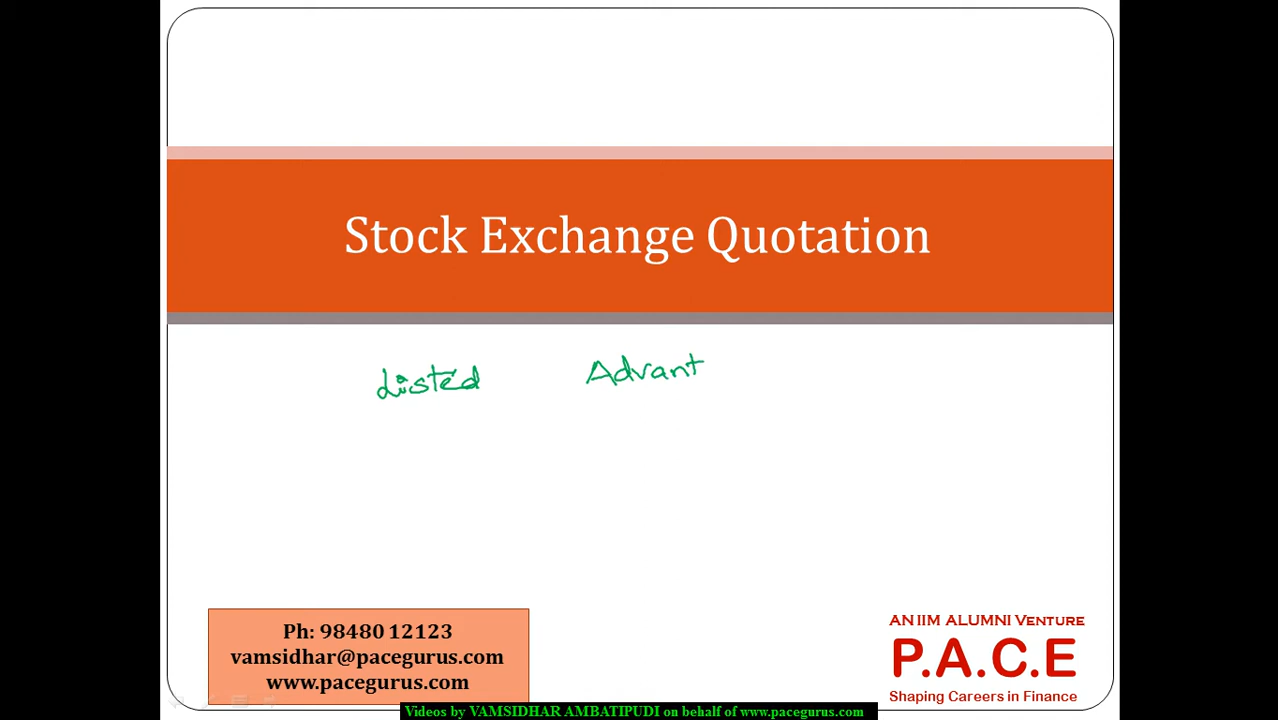 Stock Exchange Quotation
Listed Advant
Ph: 98480 12123
vamsidhar@pacegurus.com
www.pacegurus.com
AN IIM ALUMNI VENTURE
P.A.C.E
Shaping Careers in Finance
Videos by VAMSIDHAR AMBATIPUDI on behalf of www.pacegurus.com